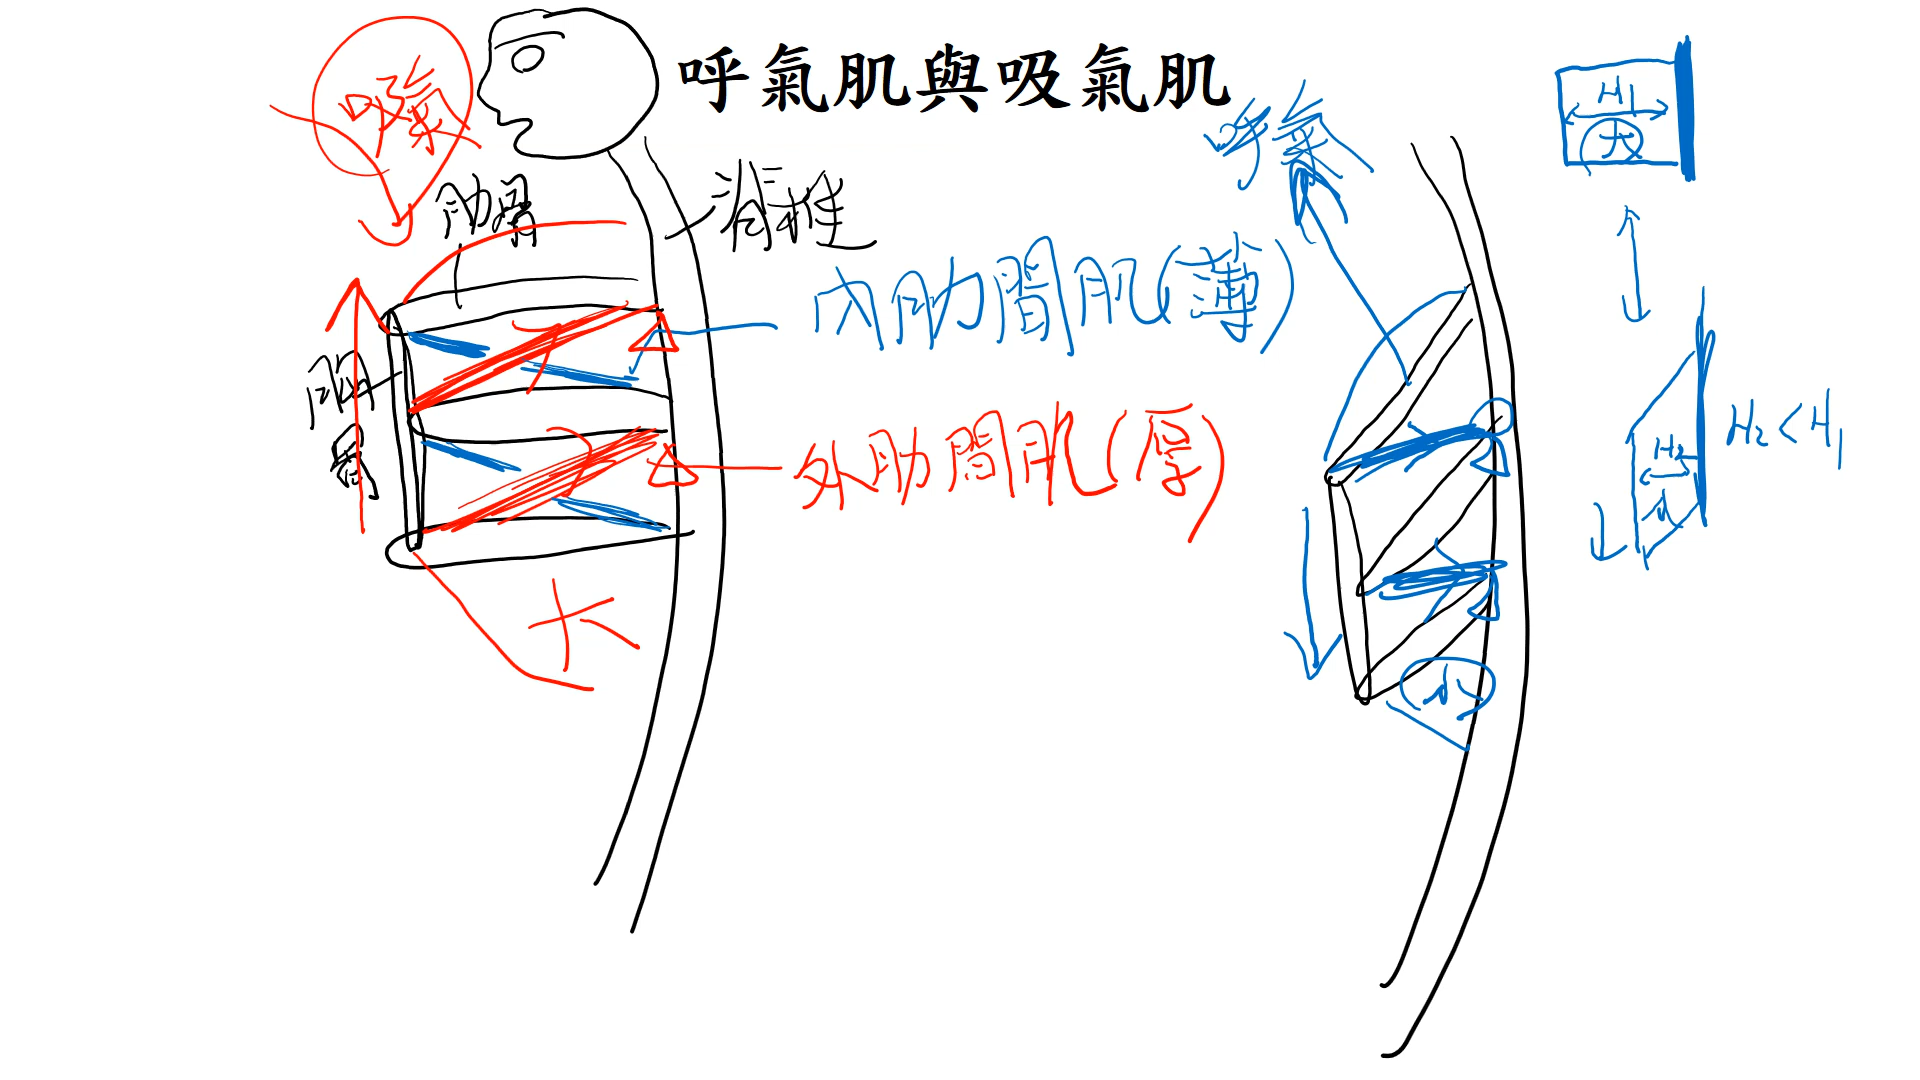 呼氣肌與吸氣肌
吸氣
肋骨
脊柱
胸骨
內肋間肌(薄)
外肋間肌(厚)
大
呼氣
小
H1
大
H2
小
H2<H1